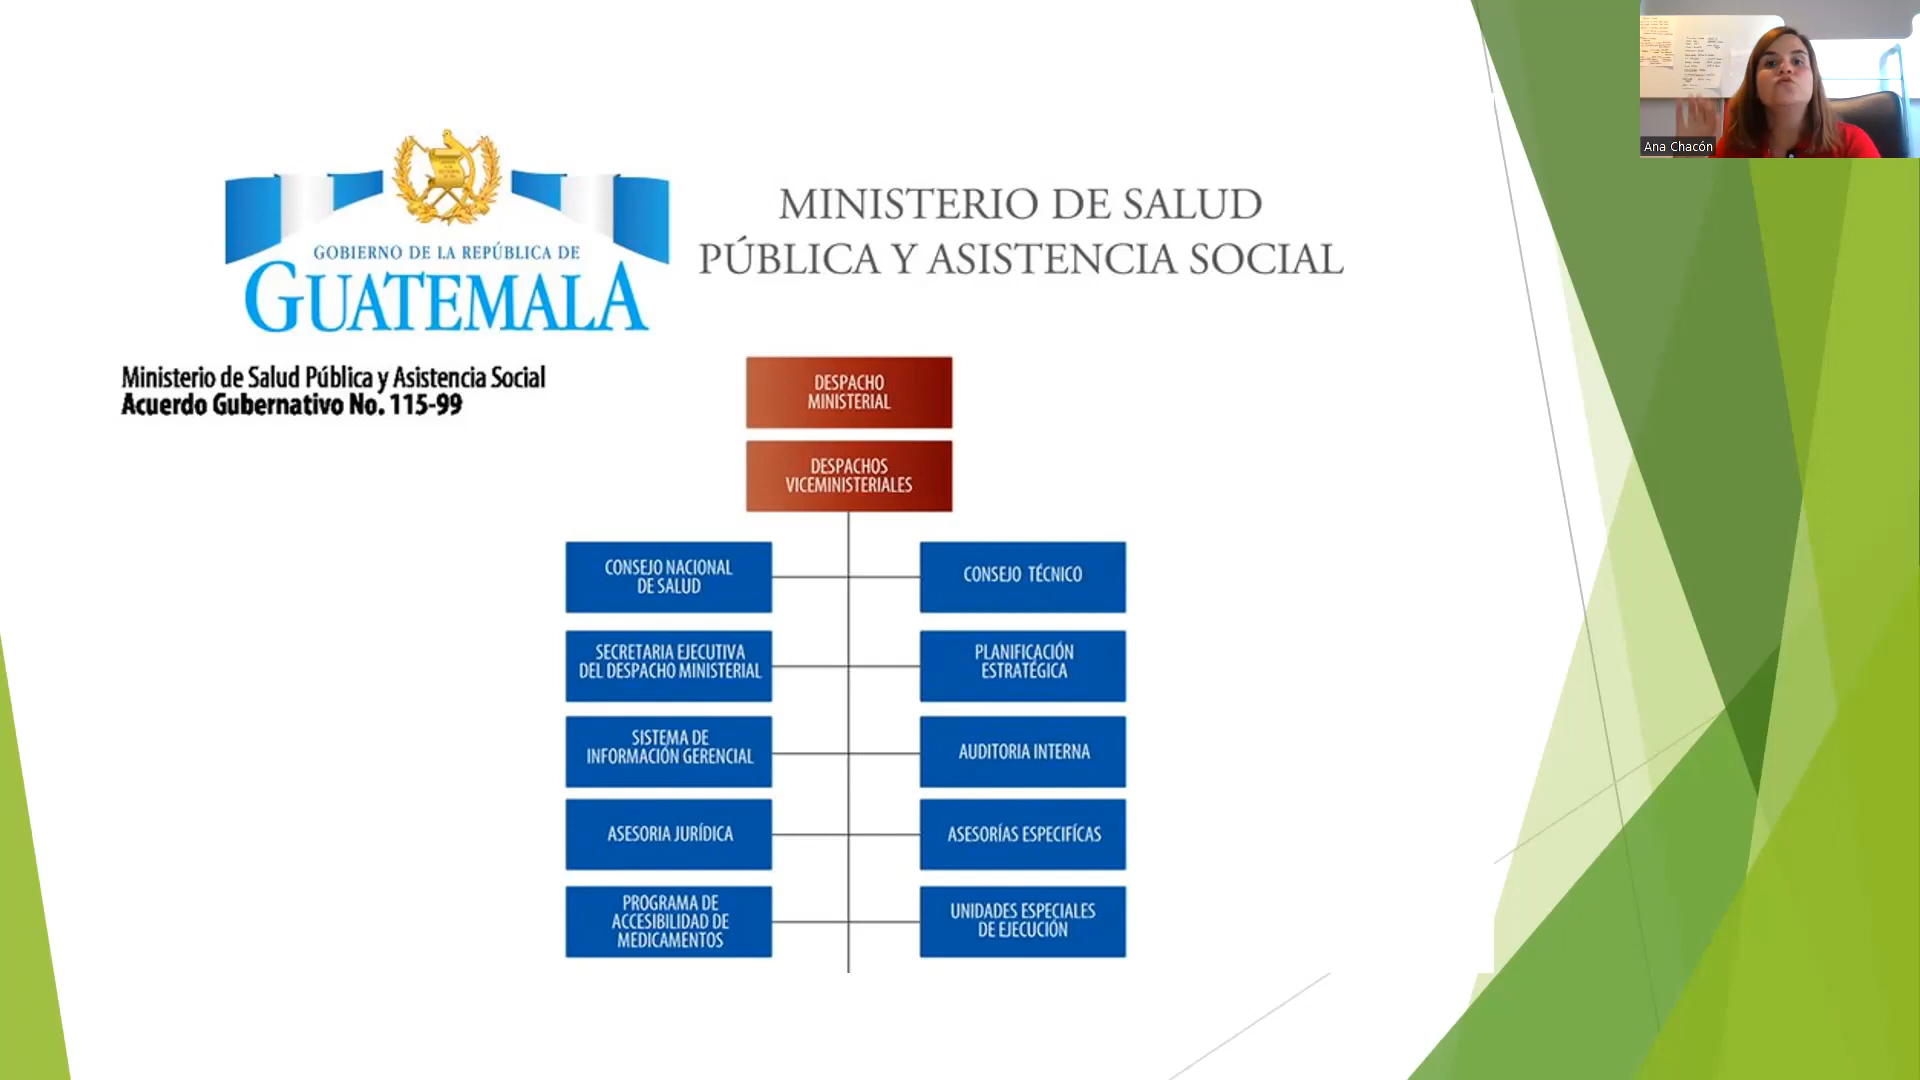 Ana Chacón
GOBIERNO DE LA REPÚBLICA DE
GUATEMALA
MINISTERIO DE SALUD
PÚBLICA Y ASISTENCIA SOCIAL
Ministerio de Salud Pública y Asistencia Social
Acuerdo Gubernativo No. 115-99
DESPACHO
MINISTERIAL
DESPACHOS
VICEMINISTERIALES
CONSEJO NACIONAL
DE SALUD
CONSEJO TÉCNICO
SECRETARIA EJECUTIVA
DEL DESPACHO MINISTERIAL
PLANIFICACIÓN
ESTRATÉGICA
SISTEMA DE
INFORMACIÓN GERENCIAL
AUDITORIA INTERNA
ASESORIA JURÍDICA
ASESORÍAS ESPECIFÍCAS
PROGRAMA DE
ACCESIBILIDAD DE
MEDICAMENTOS
UNIDADES ESPECIALES
DE EJECUCIÓN